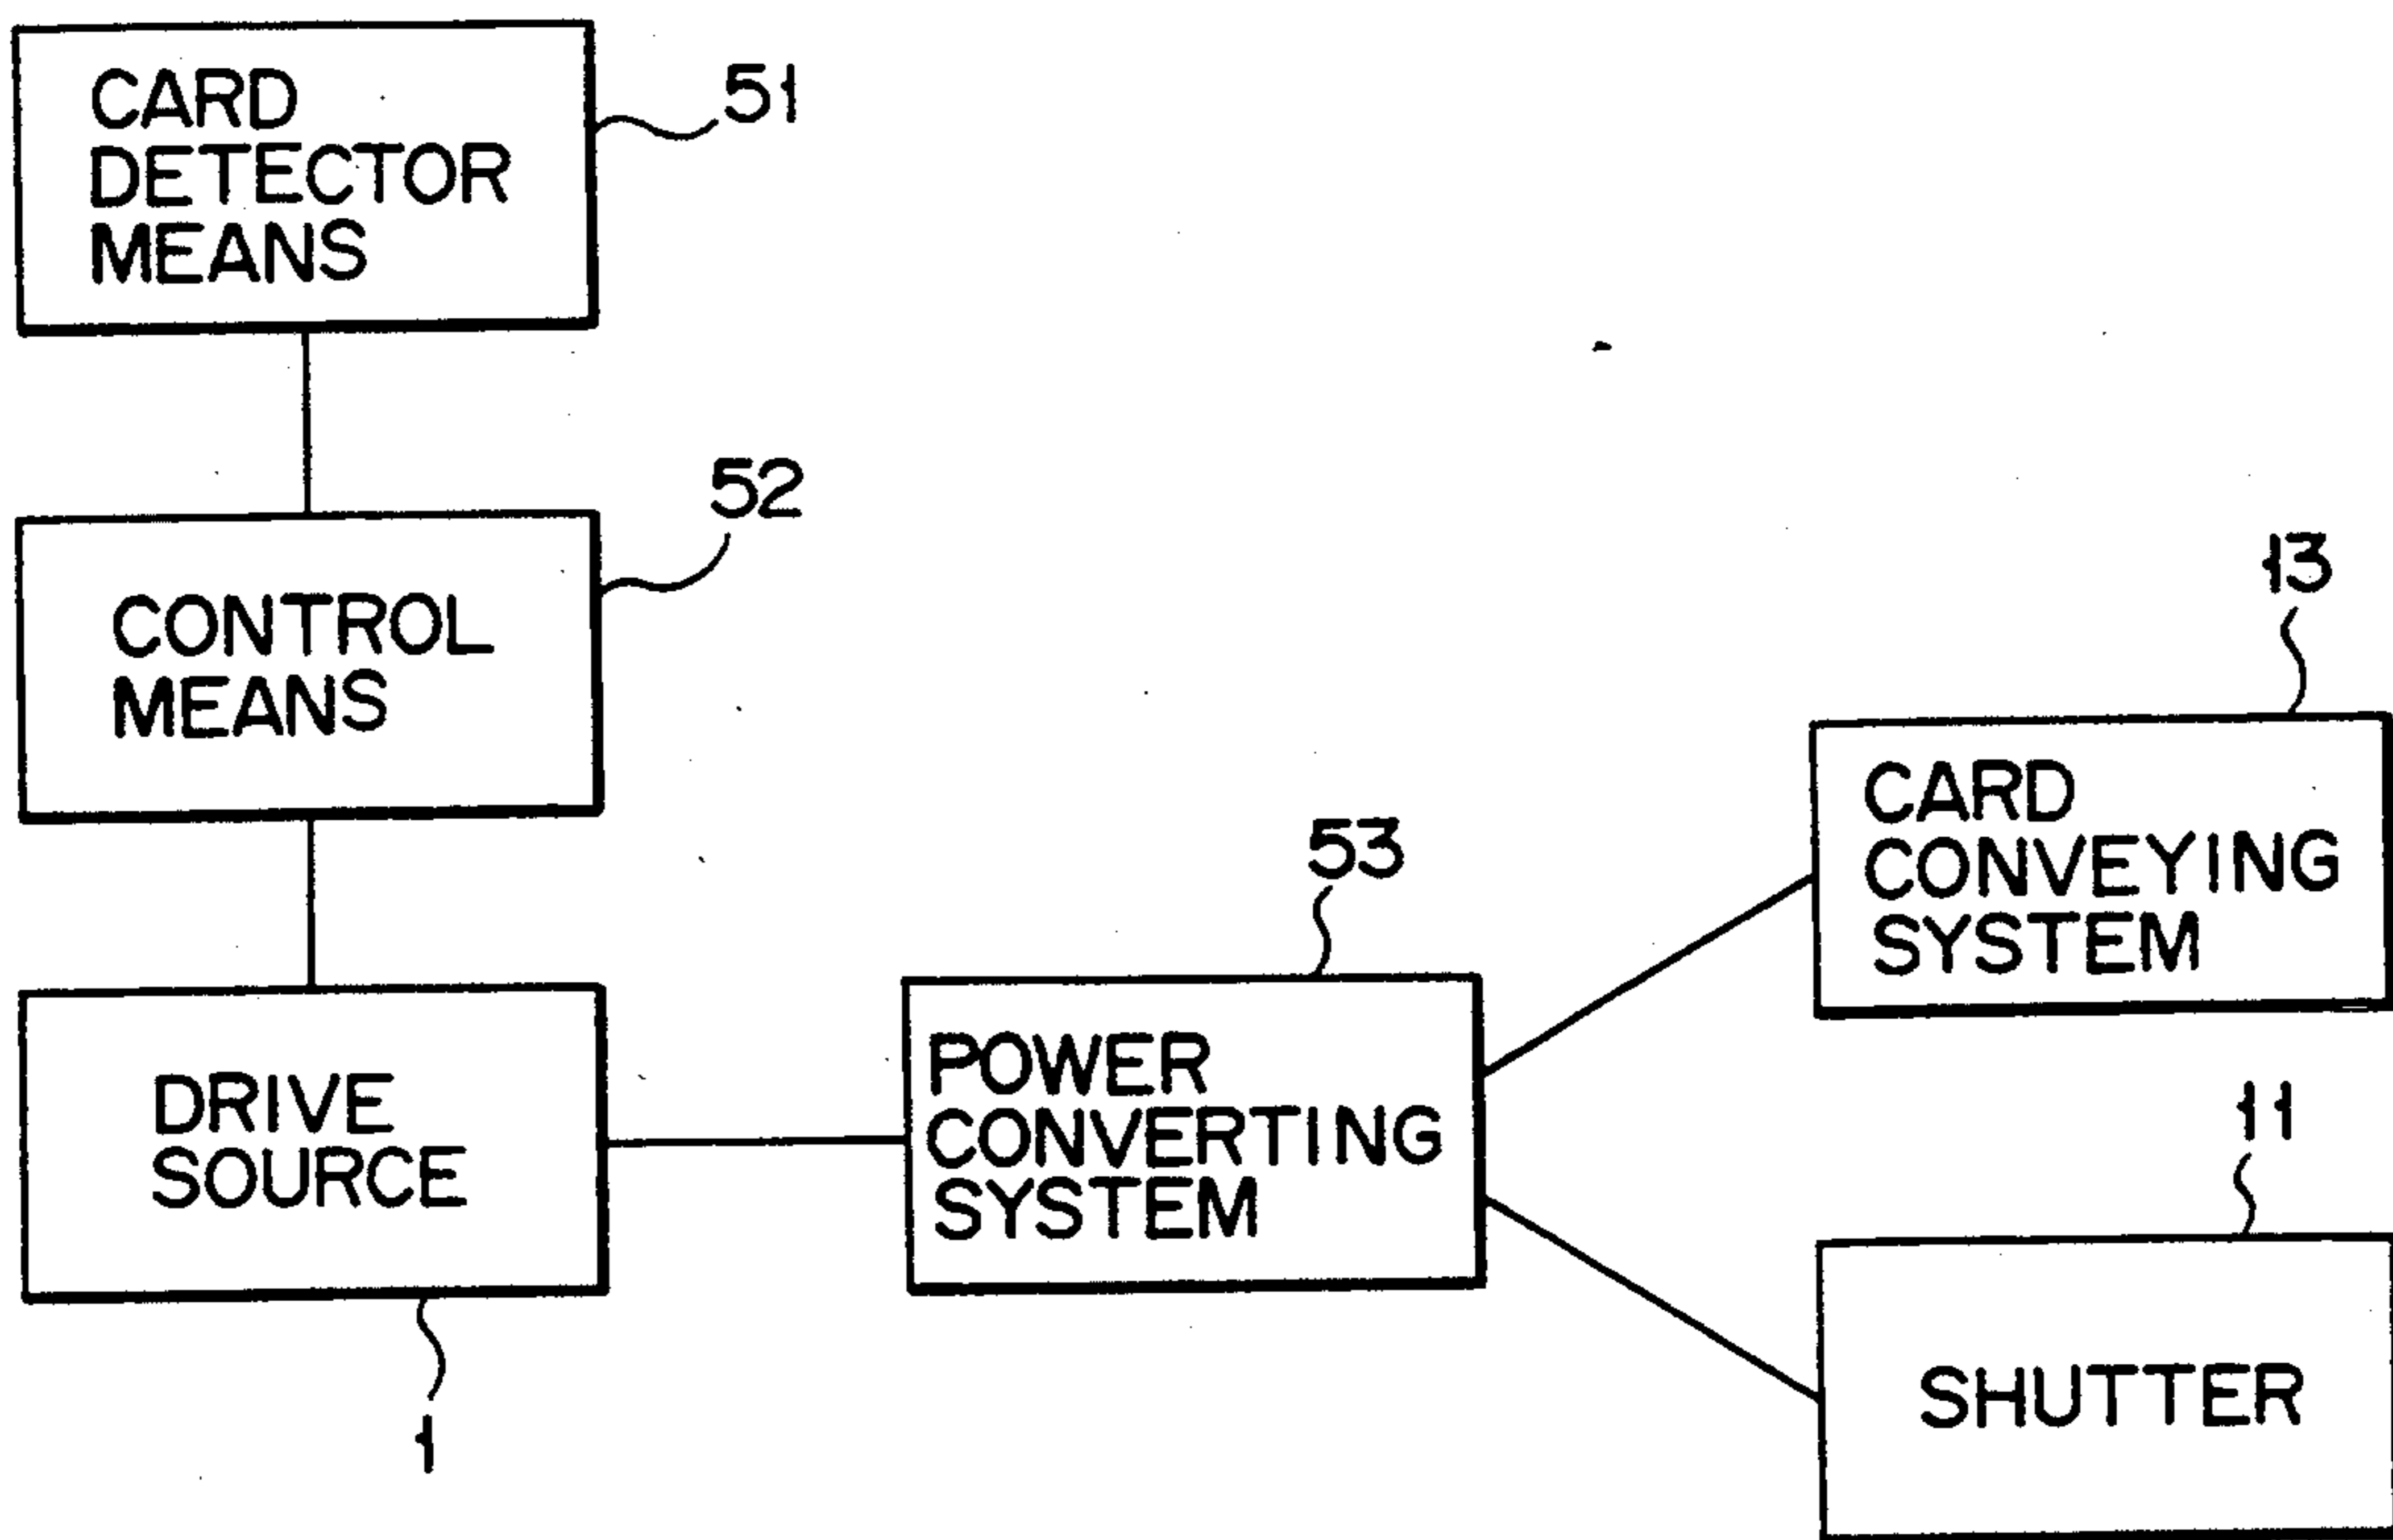 CARD
DETECTOR
MEANS
51
CONTROL
MEANS
52
DRIVE
SOURCE
1
POWER
CONVERTING
SYSTEM
53
CARD
CONVEYING
SYSTEM
13
SHUTTER
11